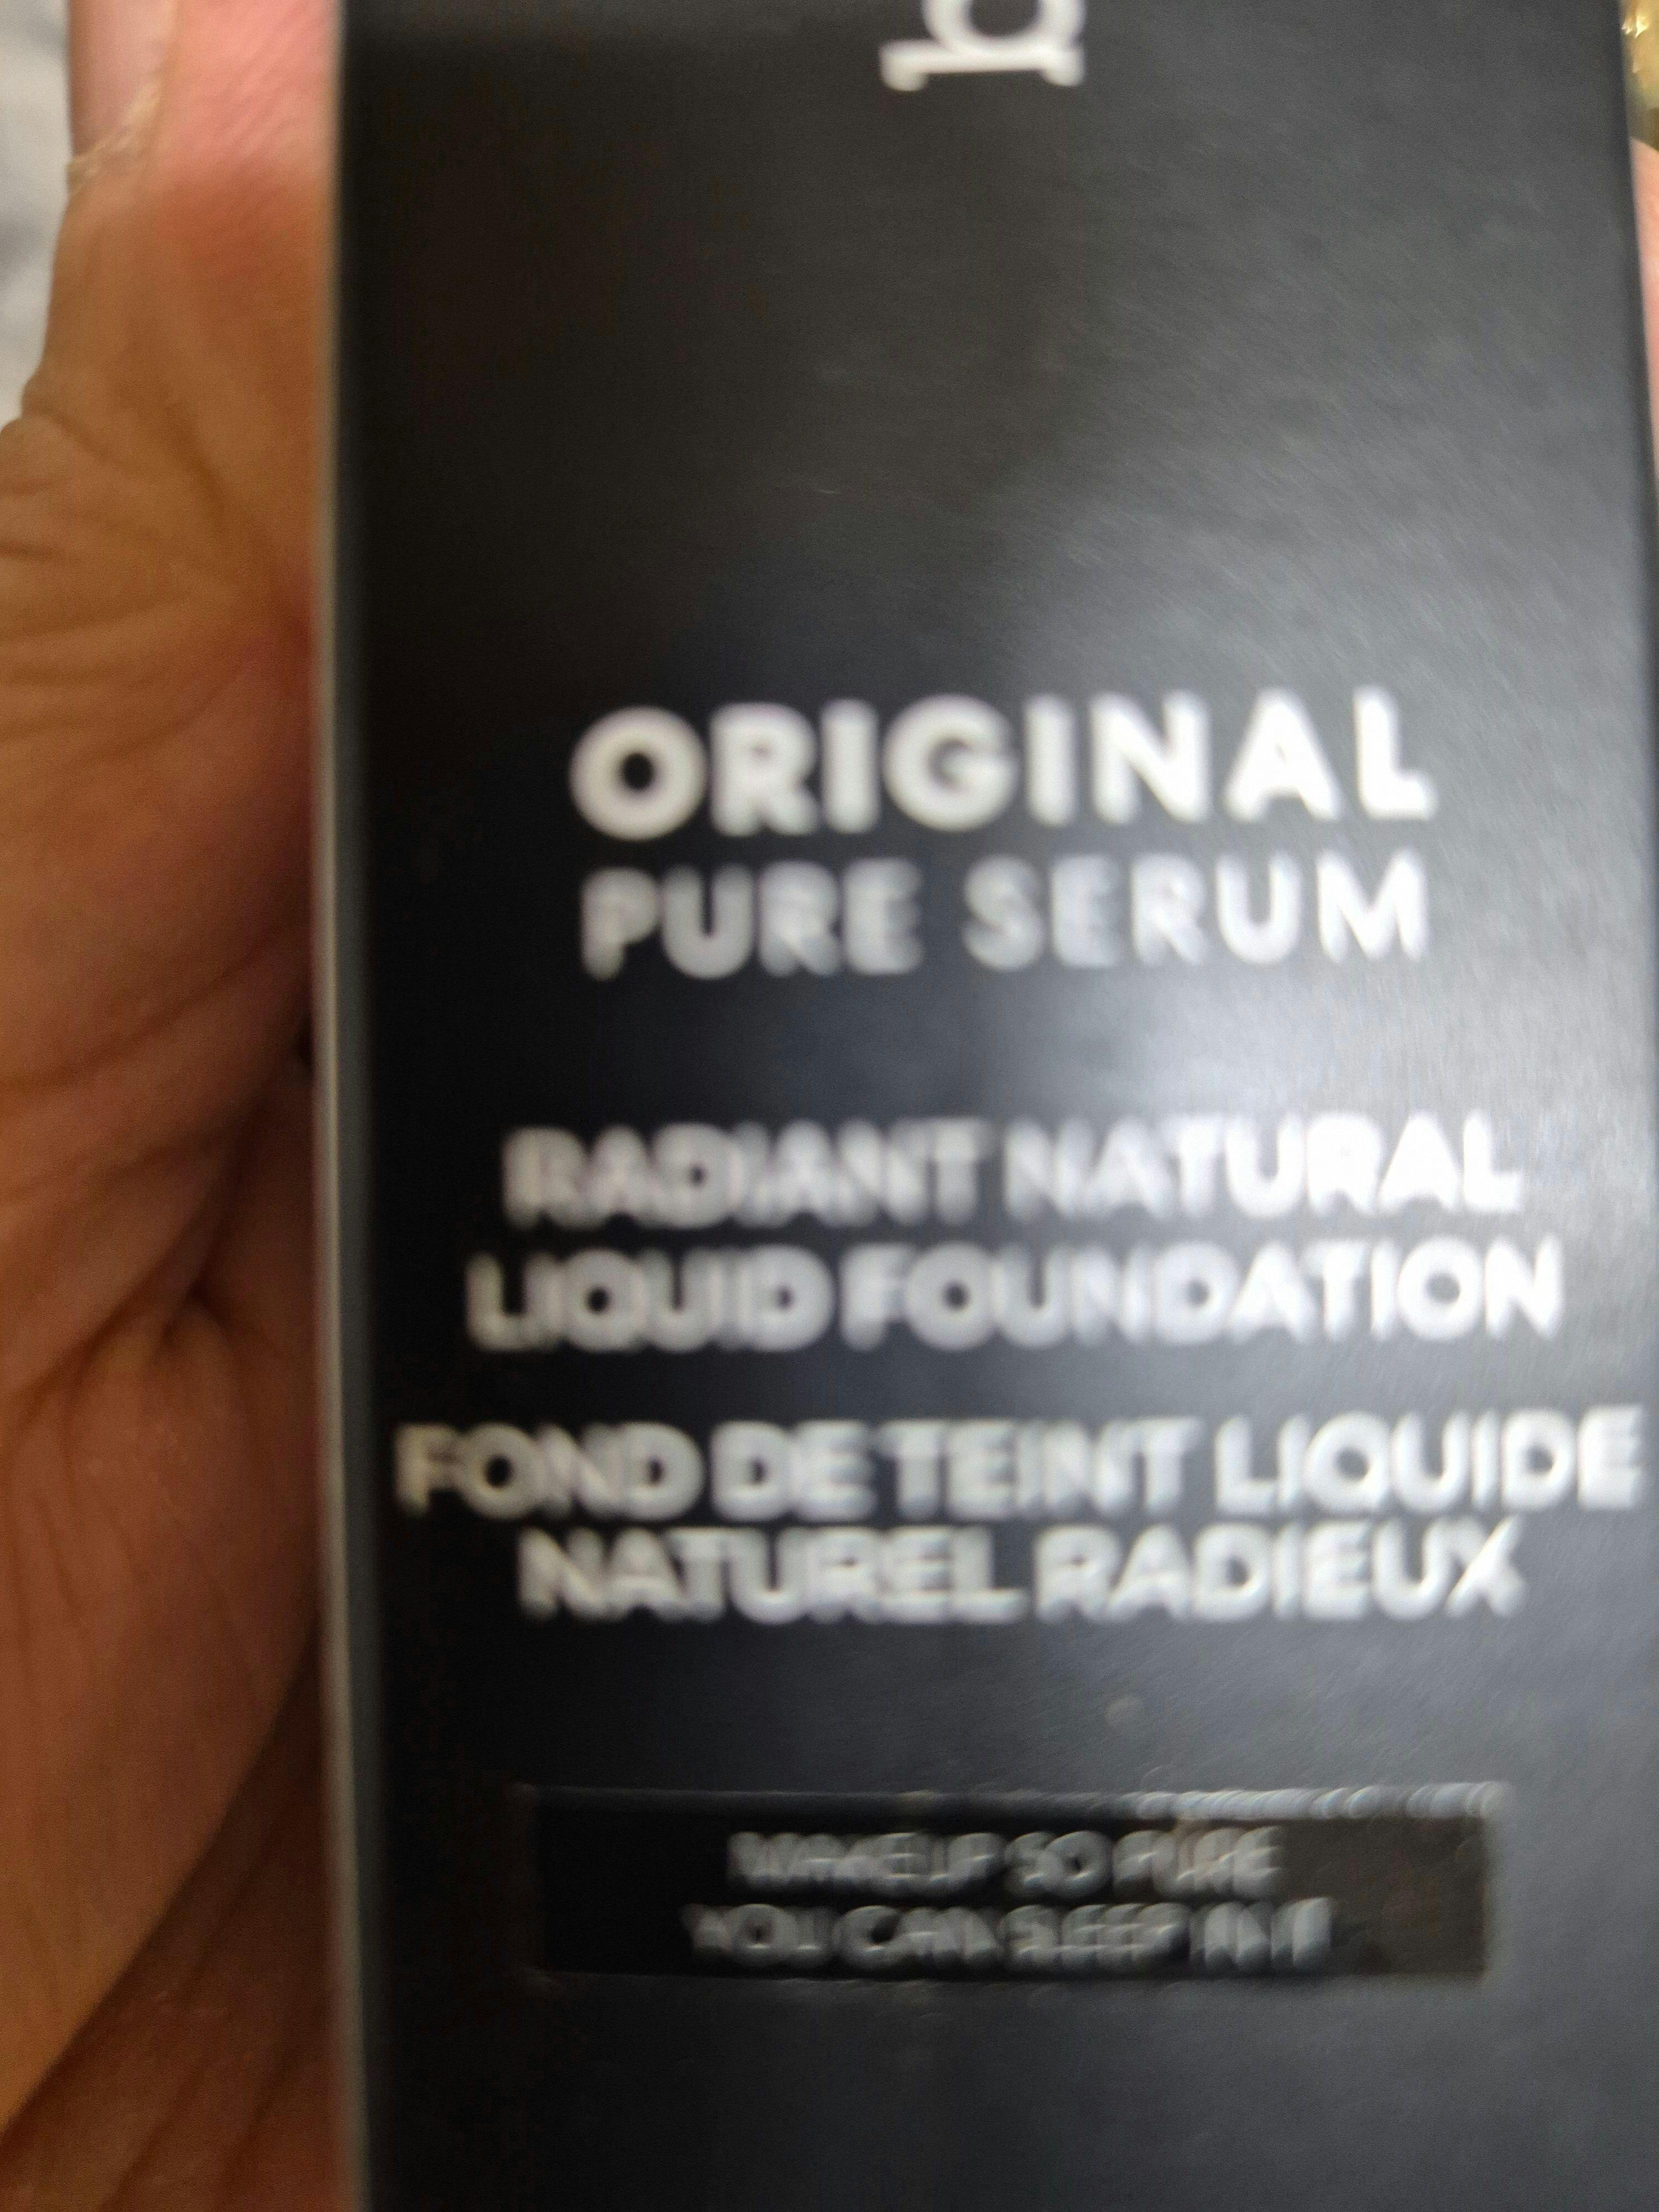 b
ORIGINAL
PURE SERUM
RADIANT NATURAL
LIQUID FOUNDATION
FOND DE TEINT LIQUIDE
NATUREL RADIEUX
MAKEUP SO PURE
YOU CAN SLEEP IN IT